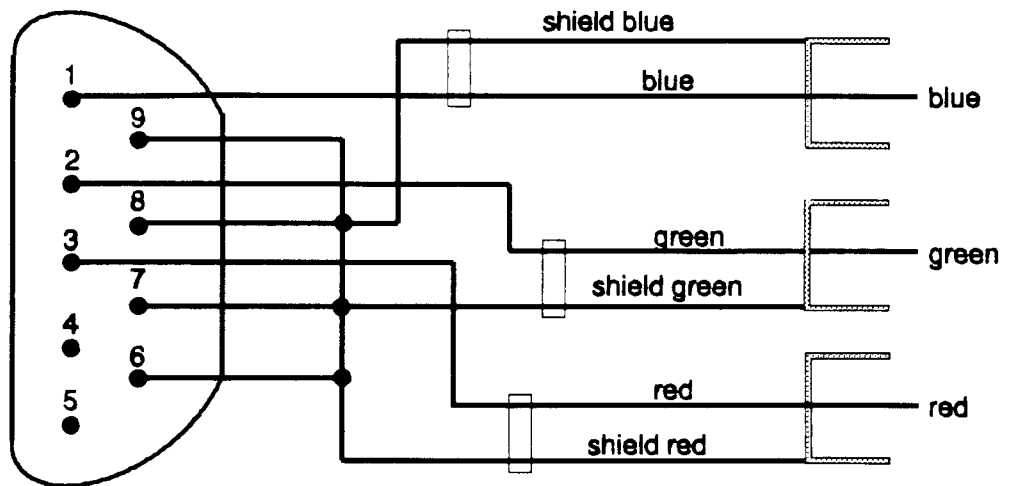 shield blue
1
blue
blue
9
2
8
green
3
green
7
shield green
4
6
red
5
red
shield red